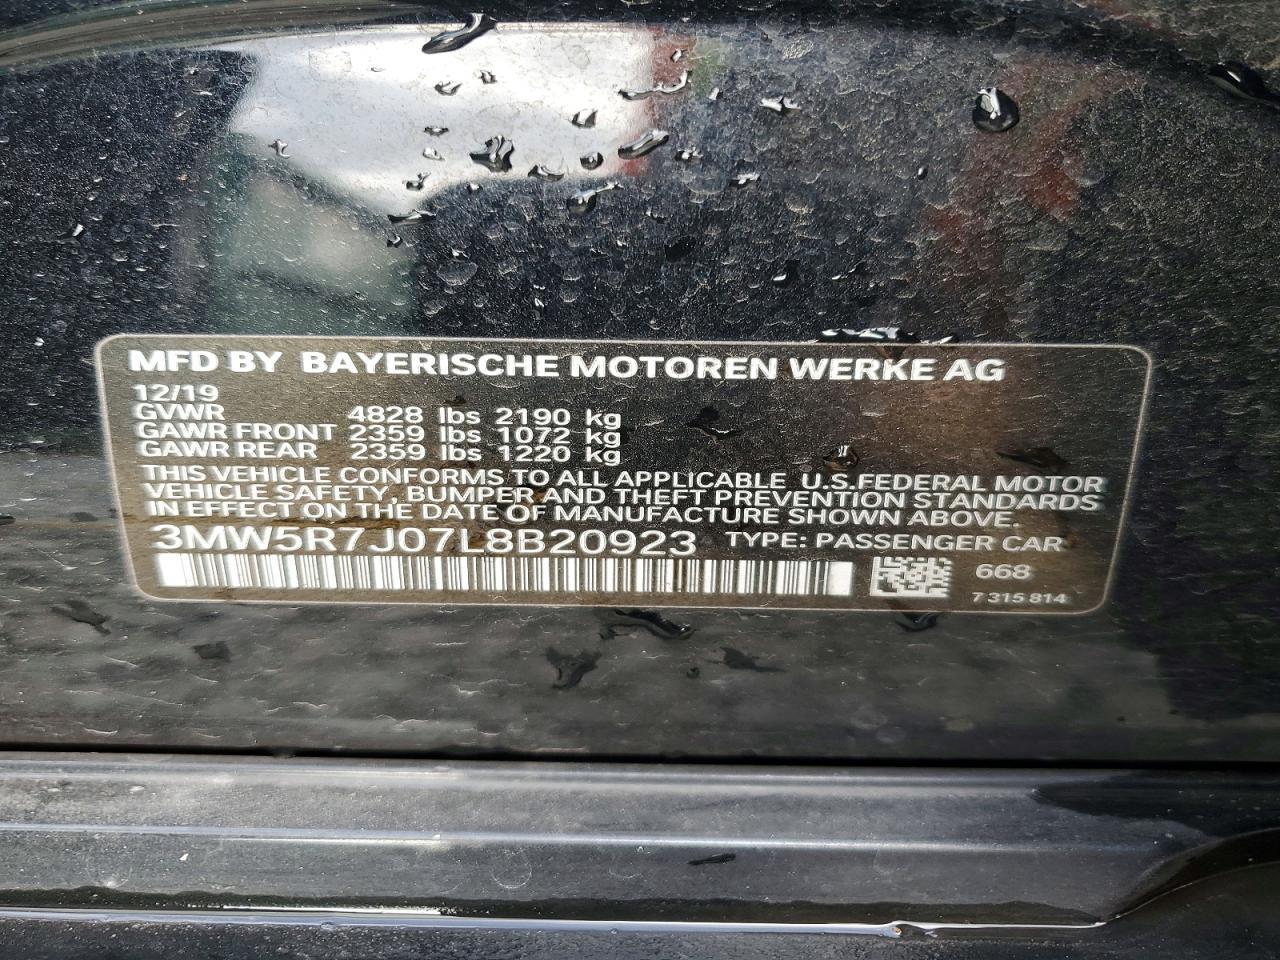 MFD BY BAYERISCHE MOTOREN WERKE AG
12/19
GVWR 4828 lbs 2190 kg
GAWR FRONT 2359 lbs 1072 kg
GAWR REAR 2359 lbs 1220 kg
THIS VEHICLE CONFORMS TO ALL APPLICABLE U.S.FEDERAL MOTOR
VEHICLE SAFETY, BUMPER AND THEFT PREVENTION STANDARDS
IN EFFECT ON THE DATE OF MANUFACTURE SHOWN ABOVE.
3MW5R7J07L8B20923 TYPE: PASSENGER CAR
668
7 315 814